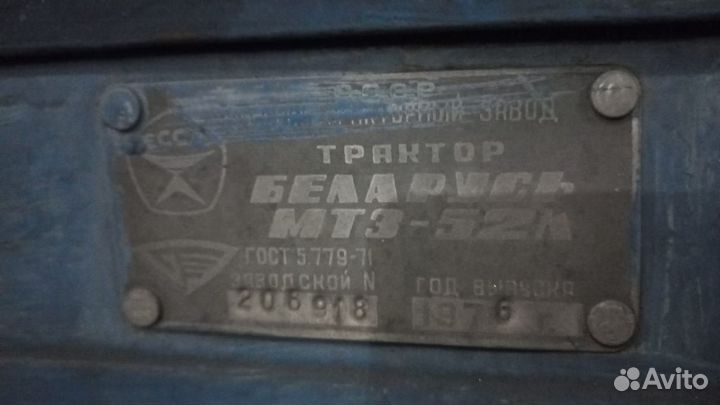 СССР
ЗАВОД
ТРАКТОР
БЕЛАРУСЬ
МТЗ-52Л
ГОСТ 5.779-71
ЗАВОДСКОЙ N
206918
ГОД ВЫПУСКА
1976
Avito